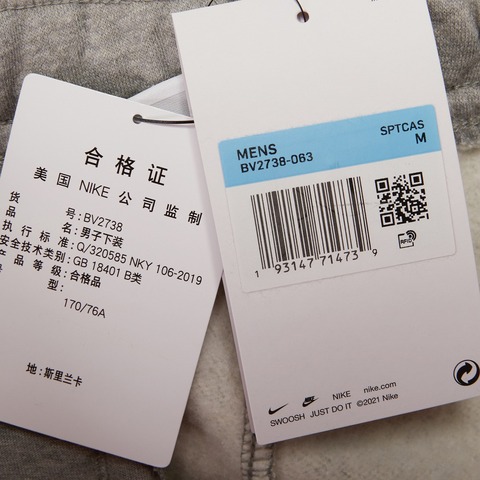 合格证
美国 NIKE 公司监制
货号:BV2738
品名:男子下装
执行标准:Q/320585 NKY 106-2019
安全技术类别:GB 18401 B类
产品等级:合格品
型:
170/76A
地:斯里兰卡
SPTCAS
MENS M
BV2738-063
1 93147 71473 9
RFID
NIKE nike.com
SWOOSH JUST DO IT ©2021 Nike